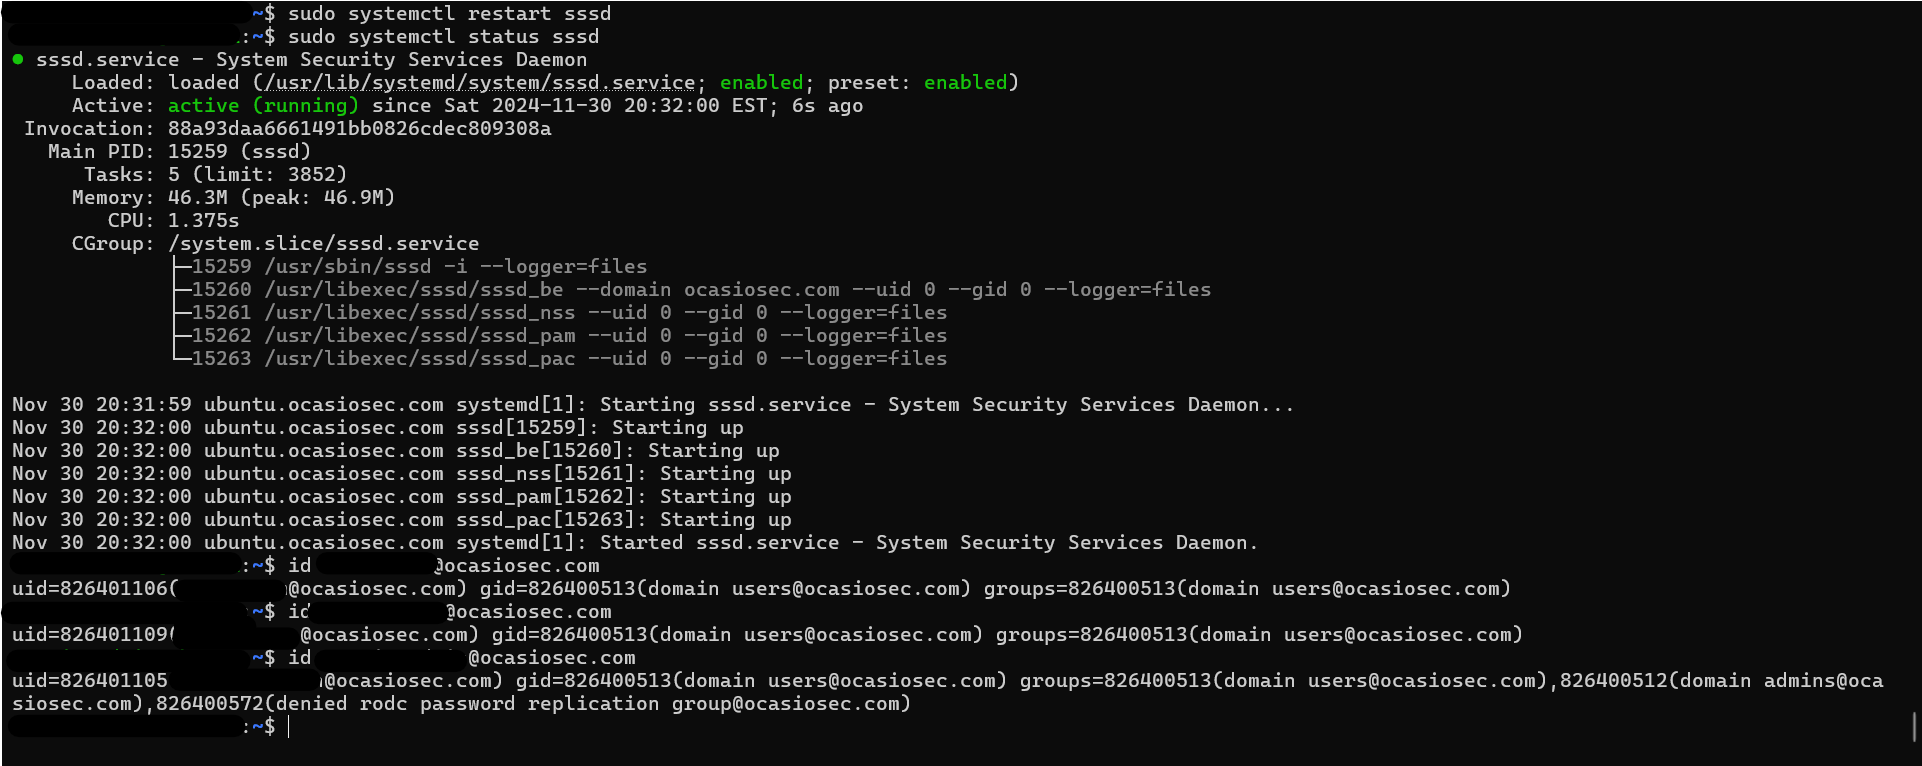 ~$ sudo systemctl restart sssd
:~$ sudo systemctl status sssd
● sssd.service - System Security Services Daemon
Loaded: loaded (/usr/lib/systemd/system/sssd.service; enabled; preset: enabled)
Active: active (running) since Sat 2024-11-30 20:32:00 EST; 6s ago
Invocation: 88a93daa6661491bb0826cdec809308a
Main PID: 15259 (sssd)
Tasks: 5 (limit: 3852)
Memory: 46.3M (peak: 46.9M)
CPU: 1.375s
CGroup: /system.slice/sssd.service
├─15259 /usr/sbin/sssd -i --logger=files
├─15260 /usr/libexec/sssd/sssd_be --domain ocasiosec.com --uid 0 --gid 0 --logger=files
├─15261 /usr/libexec/sssd/sssd_nss --uid 0 --gid 0 --logger=files
├─15262 /usr/libexec/sssd/sssd_pam --uid 0 --gid 0 --logger=files
└─15263 /usr/libexec/sssd/sssd_pac --uid 0 --gid 0 --logger=files
Nov 30 20:31:59 ubuntu.ocasiosec.com systemd[1]: Starting sssd.service - System Security Services Daemon...
Nov 30 20:32:00 ubuntu.ocasiosec.com sssd[15259]: Starting up
Nov 30 20:32:00 ubuntu.ocasiosec.com sssd_be[15260]: Starting up
Nov 30 20:32:00 ubuntu.ocasiosec.com sssd_nss[15261]: Starting up
Nov 30 20:32:00 ubuntu.ocasiosec.com sssd_pam[15262]: Starting up
Nov 30 20:32:00 ubuntu.ocasiosec.com sssd_pac[15263]: Starting up
Nov 30 20:32:00 ubuntu.ocasiosec.com systemd[1]: Started sssd.service - System Security Services Daemon.
:~$ id @ocasiosec.com
uid=826401106( @ocasiosec.com) gid=826400513(domain users@ocasiosec.com) groups=826400513(domain users@ocasiosec.com)
~$ id @ocasiosec.com
uid=826401109( @ocasiosec.com) gid=826400513(domain users@ocasiosec.com) groups=826400513(domain users@ocasiosec.com)
~$ id @ocasiosec.com
uid=826401105 @ocasiosec.com) gid=826400513(domain users@ocasiosec.com) groups=826400513(domain users@ocasiosec.com),826400512(domain admins@oca
siosec.com),826400572(denied rodc password replication group@ocasiosec.com)
:~$